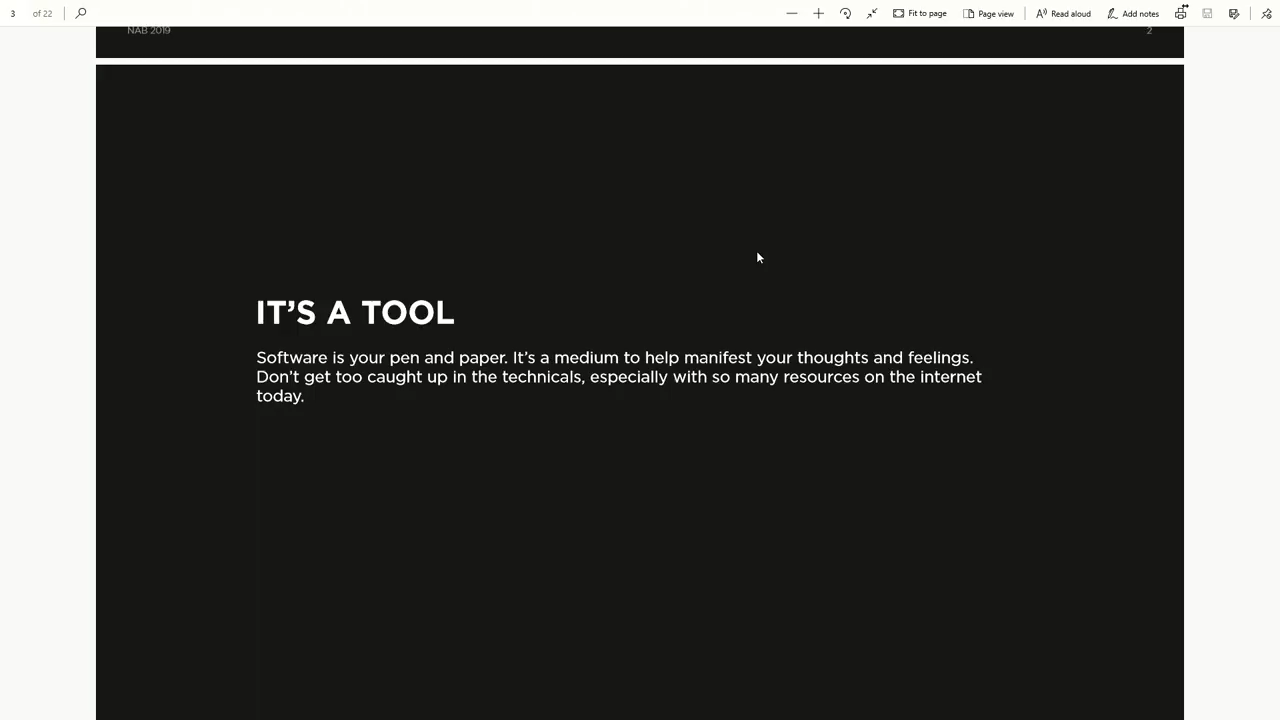 3 of 22 Fit to page Page view Read aloud Add notes
NAB 2019 2
IT’S A TOOL
Software is your pen and paper. It’s a medium to help manifest your thoughts and feelings.
Don’t get too caught up in the technicals, especially with so many resources on the internet
today.